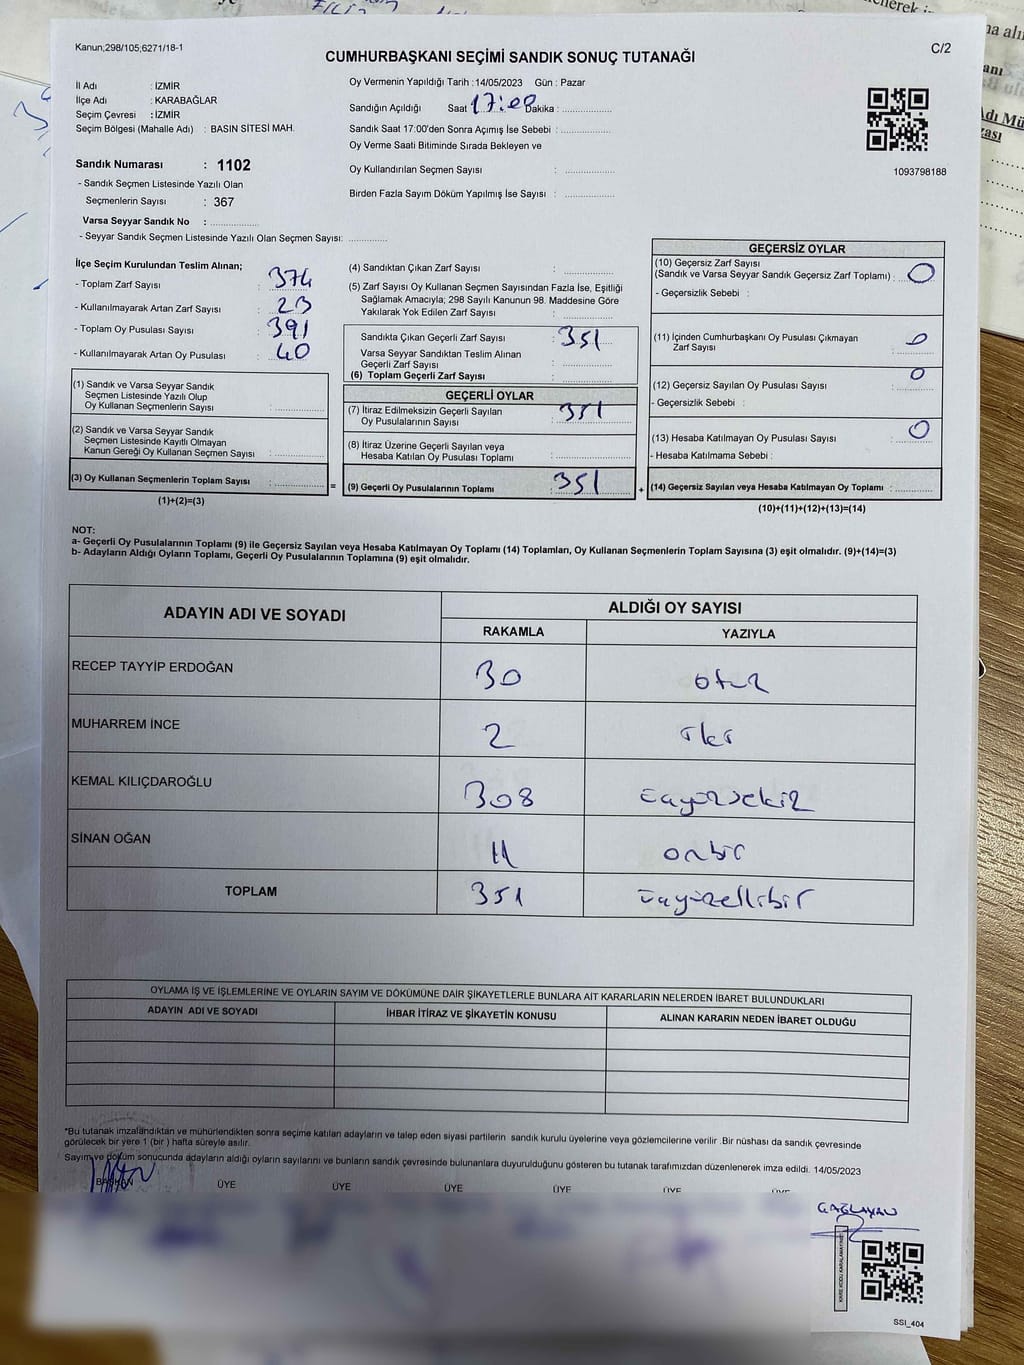 Kanun;298/105;6271/18-1
C/2
CUMHURBAŞKANI SEÇİMİ SANDIK SONUÇ TUTANAĞI
İl Adı : İZMİR
İlçe Adı : KARABAĞLAR
Seçim Çevresi : İZMİR
Seçim Bölgesi (Mahalle Adı) : BASIN SİTESİ MAH.
Oy Vermenin Yapıldığı Tarih : 14/05/2023 Gün : Pazar
Sandığın Açıldığı Saat 17:00 Dakika : ....................
Sandık Saat 17:00'den Sonra Açımış İse Sebebi : ....................
Oy Verme Saati Bitiminde Sırada Bekleyen ve
Oy Kullandırılan Seçmen Sayısı : ....................
Birden Fazla Sayım Döküm Yapılmış İse Sayısı : ....................
1093798188
Sandık Numarası : 1102
- Sandık Seçmen Listesinde Yazılı Olan
Seçmenlerin Sayısı : 367
Varsa Seyyar Sandık No : ....................
- Seyyar Sandık Seçmen Listesinde Yazılı Olan Seçmen Sayısı: ...............
İlçe Seçim Kurulundan Teslim Alınan;
- Toplam Zarf Sayısı : 374
- Kullanılmayarak Artan Zarf Sayısı : 23
- Toplam Oy Pusulası Sayısı : 391
- Kullanılmayarak Artan Oy Pusulası : 40
(1) Sandık ve Varsa Seyyar Sandık
Seçmen Listesinde Yazılı Olup
Oy Kullanan Seçmenlerin Sayısı : ....................
(2) Sandık ve Varsa Seyyar Sandık
Seçmen Listesinde Kayıtlı Olmayan
Kanun Gereği Oy Kullanan Seçmen Sayısı : ....................
(3) Oy Kullanan Seçmenlerin Toplam Sayısı : ....................
(1)+(2)=(3)
(4) Sandıktan Çıkan Zarf Sayısı : ....................
(5) Zarf Sayısı Oy Kullanan Seçmen Sayısından Fazla İse, Eşitliği
Sağlamak Amacıyla; 298 Sayılı Kanunun 98. Maddesine Göre
Yakılarak Yok Edilen Zarf Sayısı : ....................
Sandıkta Çıkan Geçerli Zarf Sayısı : 351
Varsa Seyyar Sandıktan Teslim Alınan
Geçerli Zarf Sayısı : ....................
(6) Toplam Geçerli Zarf Sayısı : ....................
GEÇERLİ OYLAR
(7) İtiraz Edilmeksizin Geçerli Sayılan
Oy Pusulalarının Sayısı : 351
(8) İtiraz Üzerine Geçerli Sayılan veya
Hesaba Katılan Oy Pusulası Toplamı : ....................
= (9) Geçerli Oy Pusulalarının Toplamı : 351
GEÇERSİZ OYLAR
(10) Geçersiz Zarf Sayısı
(Sandık ve Varsa Seyyar Sandık Geçersiz Zarf Toplamı) : 0
- Geçersizlik Sebebi :
(11) İçinden Cumhurbaşkanı Oy Pusulası Çıkmayan
Zarf Sayısı : 0
(12) Geçersiz Sayılan Oy Pusulası Sayısı : 0
- Geçersizlik Sebebi :
(13) Hesaba Katılmayan Oy Pusulası Sayısı : 0
- Hesaba Katılmama Sebebi :
+ (14) Geçersiz Sayılan veya Hesaba Katılmayan Oy Toplamı : ...............
(10)+(11)+(12)+(13)=(14)
NOT:
a- Geçerli Oy Pusulalarının Toplamı (9) ile Geçersiz Sayılan veya Hesaba Katılmayan Oy Toplamı (14) Toplamları, Oy Kullanan Seçmenlerin Toplam Sayısına (3) eşit olmalıdır. (9)+(14)=(3)
b- Adayların Aldığı Oyların Toplamı, Geçerli Oy Pusulalarının Toplamına (9) eşit olmalıdır.
ADAYIN ADI VE SOYADI ALDIĞI OY SAYISI
RAKAMLA YAZIYLA
RECEP TAYYİP ERDOĞAN 30 otuz
MUHARREM İNCE 2 iki
KEMAL KILIÇDAROĞLU 308 üçyüzsekiz
SİNAN OĞAN 11 onbir
TOPLAM 351 üçyüzellibir
OYLAMA İŞ VE İŞLEMLERİNE VE OYLARIN SAYIM VE DÖKÜMÜNE DAİR ŞİKAYETLERLE BUNLARA AİT KARARLARIN NELERDEN İBARET BULUNDUKLARI
ADAYIN ADI VE SOYADI İHBAR İTİRAZ VE ŞİKAYETİN KONUSU ALINAN KARARIN NEDEN İBARET OLDUĞU
*Bu tutanak imzalandıktan ve mühürlendikten sonra seçime katılan adayların ve talep eden siyasi partilerin sandık kurulu üyelerine veya gözlemcilerine verilir .Bir nüshası da sandık çevresinde
görülecek bir yere 1 (bir ) hafta süreyle asılır.
Sayım ve döküm sonucunda adayların aldığı oyların sayılarını ve bunların sandık çevresinde bulunanlara duyurulduğunu gösteren bu tutanak tarafımızdan düzenlenerek imza edildi. 14/05/2023
BAŞKAN ÜYE ÜYE ÜYE ÜYE ÜYE ÜYE
ÇAĞLAYAN
KARE KODU KARALAMAYINIZ
SSI_404